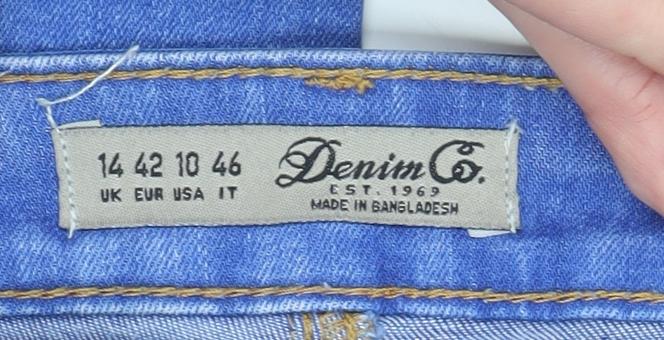 14 42 10 46
UK EUR USA IT
Denim Co.
EST. 1969
MADE IN BANGLADESH